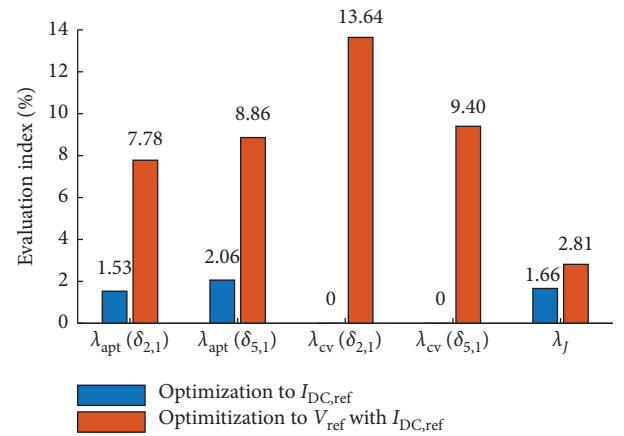 13.64
14
12
Evaluation index (%)
10
9.40
8.86
7.78
8
6
4
2.81
2.06
1.66
1.53
2
0
0
0
λapt (δ2,1)
λapt (δ5,1)
λcv (δ2,1)
λcv (δ5,1)
λJ
Optimization to IDC,ref
Optimitization to Vref with IDC,ref